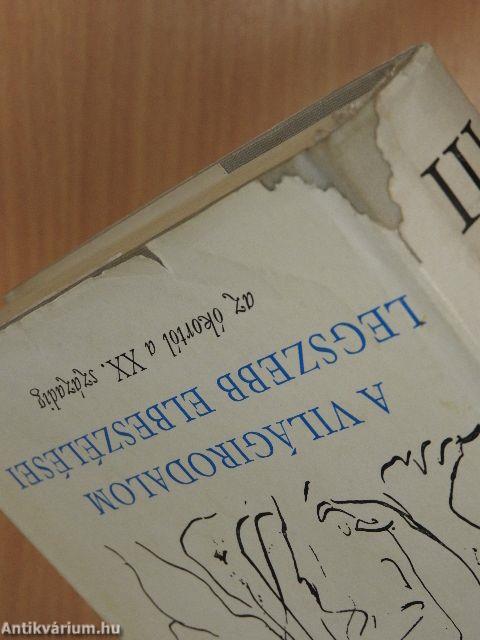 A VILÁGIRODALOM
LEGSZEBB ELBESZÉLÉSEI
az ókortól a XX. századig
III
Antikvárium.hu